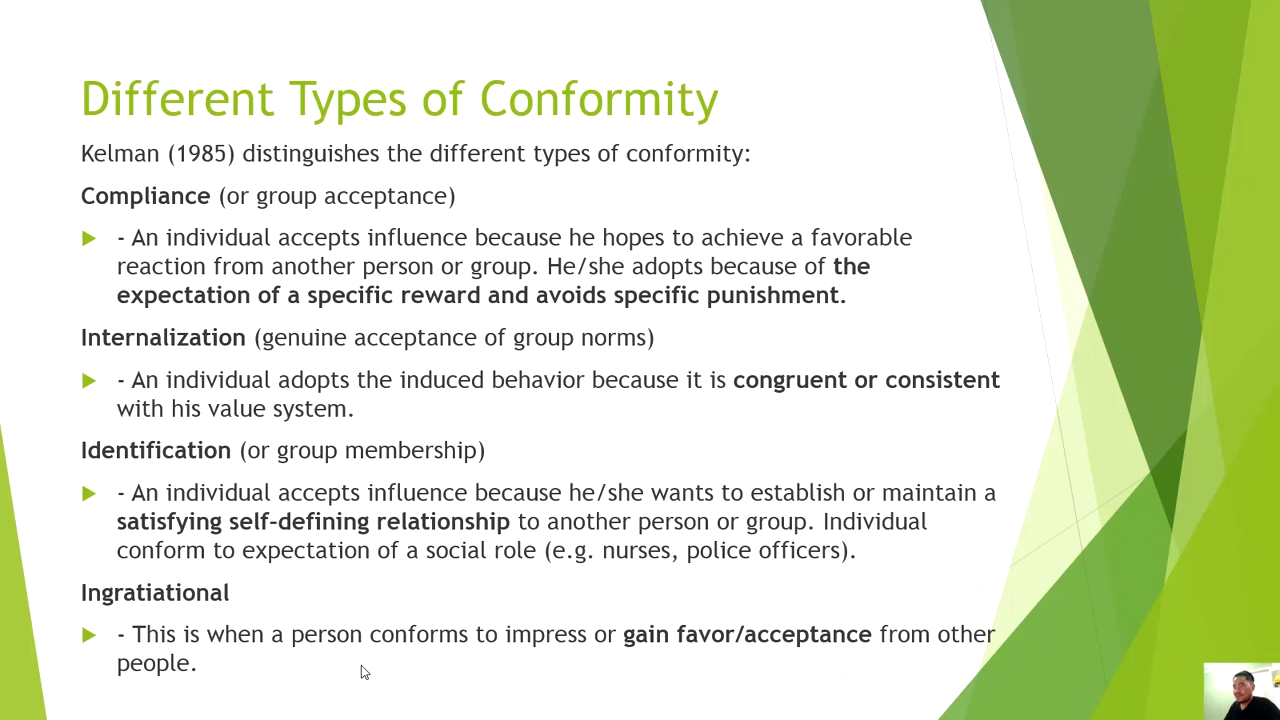 Different Types of Conformity
Kelman (1985) distinguishes the different types of conformity:
Compliance (or group acceptance)
- An individual accepts influence because he hopes to achieve a favorable
reaction from another person or group. He/she adopts because of the
expectation of a specific reward and avoids specific punishment.
Internalization (genuine acceptance of group norms)
- An individual adopts the induced behavior because it is congruent or consistent
with his value system.
Identification (or group membership)
- An individual accepts influence because he/she wants to establish or maintain a
satisfying self-defining relationship to another person or group. Individual
conform to expectation of a social role (e.g. nurses, police officers).
Ingratiational
- This is when a person conforms to impress or gain favor/acceptance from other
people.